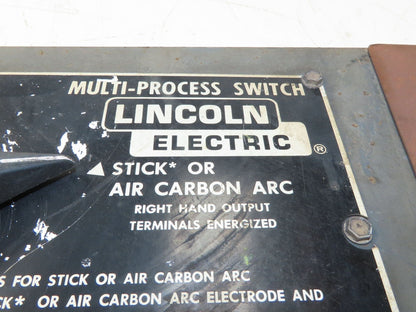 MULTI-PROCESS SWITCH
LINCOLN
ELECTRIC ®
STICK* OR
AIR CARBON ARC
RIGHT HAND OUTPUT
TERMINALS ENERGIZED
S FOR STICK OR AIR CARBON ARC
CK* OR AIR CARBON ARC ELECTRODE AND